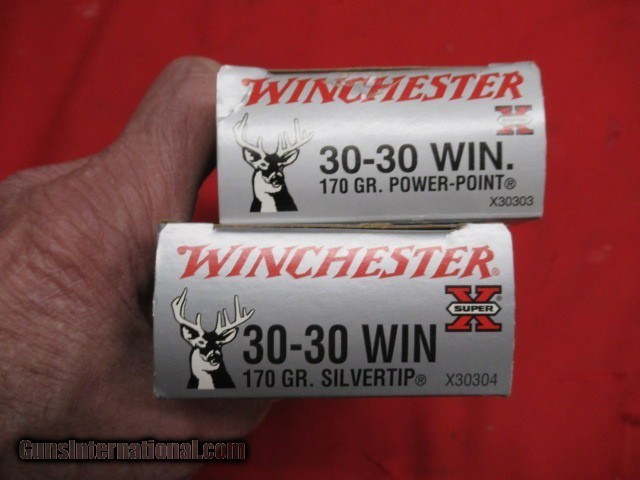 WINCHESTER
SUPER X
30-30 WIN.
170 GR. POWER-POINT®
X30303
WINCHESTER®
SUPER X®
30-30 WIN
170 GR. SILVERTIP®
X30304
GunsInternational.com